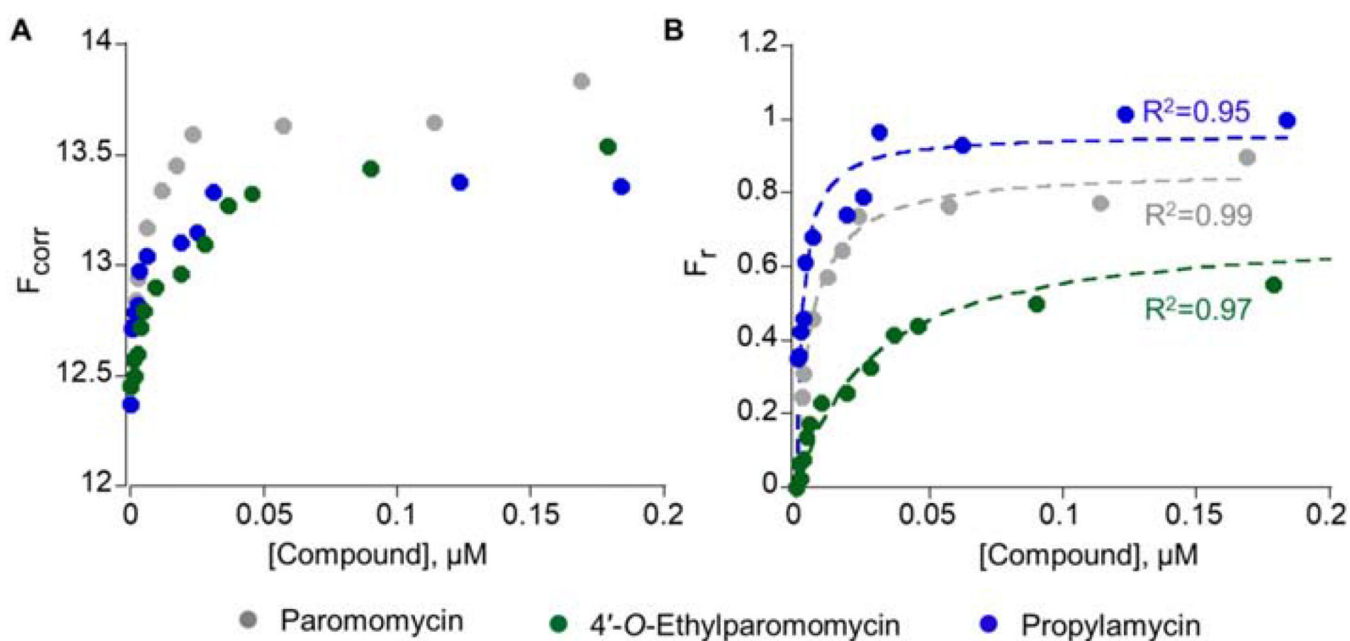 A
14
13.5
13
12.5
12
F_corr
0
0.05
0.1
0.15
0.2
[Compound], µM
B
1.2
1
0.8
0.6
0.4
0.2
0
F_r
R²=0.95
R²=0.99
R²=0.97
0
0.05
0.1
0.15
0.2
[Compound], µM
Paromomycin
4′-O-Ethylparomomycin
Propylamycin